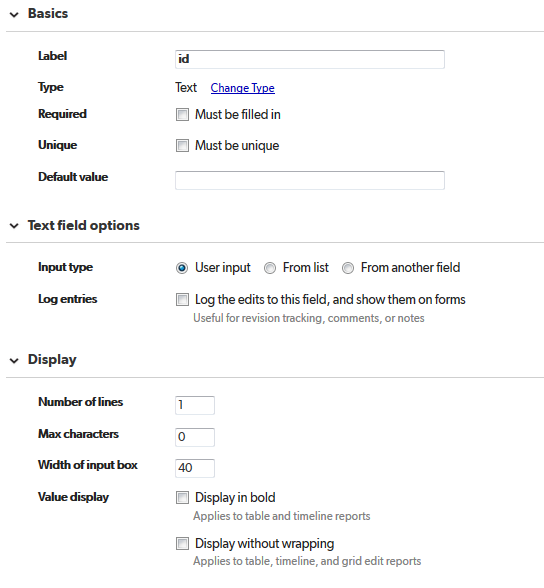 Basics
Label id
Type Text Change Type
Required Must be filled in
Unique Must be unique
Default value
Text field options
Input type User input From list From another field
Log entries Log the edits to this field, and show them on forms
Useful for revision tracking, comments, or notes
Display
Number of lines 1
Max characters 0
Width of input box 40
Value display Display in bold
Applies to table and timeline reports
Display without wrapping
Applies to table, timeline, and grid edit reports